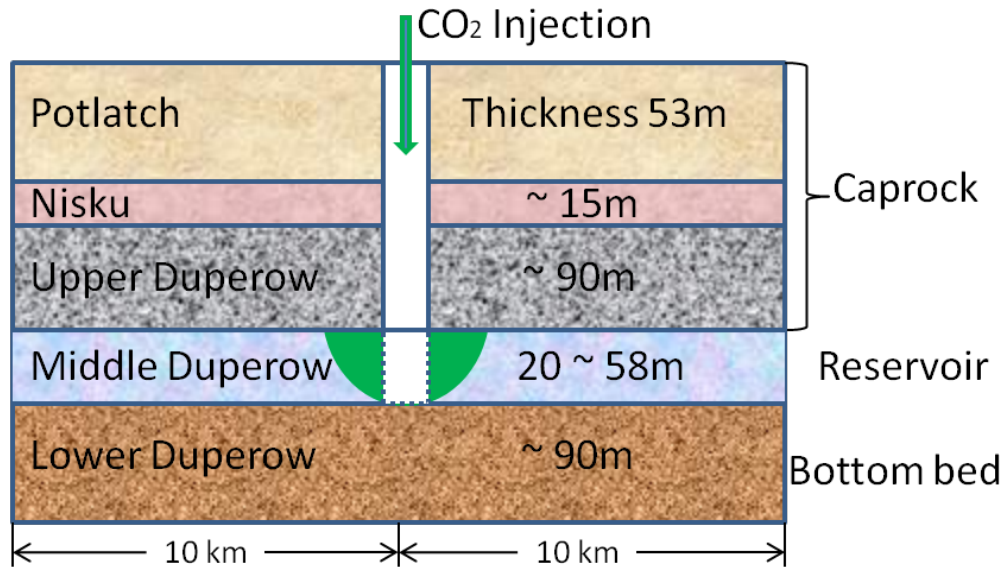 CO₂ Injection
Potlatch Thickness 53m
Nisku ~ 15m
Caprock
Upper Duperow ~ 90m
Middle Duperow 20 ~ 58m Reservoir
Lower Duperow ~ 90m
Bottom bed
10 km 10 km